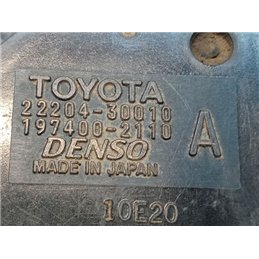 TOYOTA
22204-30010
197400-2110
A
DENSO
MADE IN JAPAN
10E20